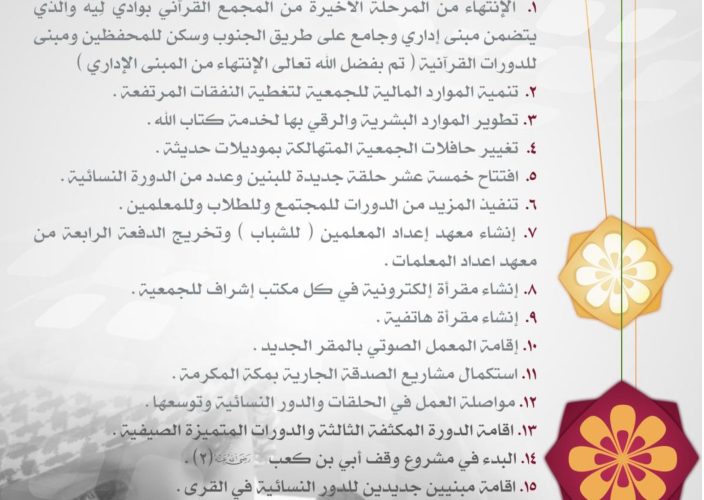 ١. الإنتهاء من المرحلة الأخيرة من المجمع القرآني بوادي ليه والذي
يتضمن مبنى إداري وجامع على طريق الجنوب وسكن للمحفظين ومبنى
للدورات القرآنية ( تم بفضل الله تعالى الإنتهاء من المبنى الإداري )
٢. تنمية الموارد المالية للجمعية لتغطية النفقات المرتفعة .
٣. تطوير الموارد البشرية والرقي بها لخدمة كتاب الله .
٤. تغيير حافلات الجمعية المتهالكة بموديلات حديثة .
٥. افتتاح خمسة عشر حلقة جديدة للبنين وعدد من الدورة النسائية .
٦. تنفيذ المزيد من الدورات للمجتمع وللطلاب وللمعلمين .
٧. إنشاء معهد إعداد المعلمين ( للشباب ) وتخريج الدفعة الرابعة من
معهد اعداد المعلمات .
٨. إنشاء مقرأة إلكترونية في كل مكتب إشراف للجمعية .
٩. إنشاء مقرأة هاتفية .
١٠. إقامة المعمل الصوتي بالمقر الجديد .
١١. استكمال مشاريع الصدقة الجارية بمكة المكرمة .
١٢. مواصلة العمل في الحلقات والدور النسائية وتوسعها .
١٣. اقامة الدورة المكثفة الثالثة والدورات المتميزة الصيفية .
١٤. البدء في مشروع وقف أبي بن كعب رضي الله عنه (٢) .
١٥. اقامة مبنيين جديدين للدور النسائية في القرى .